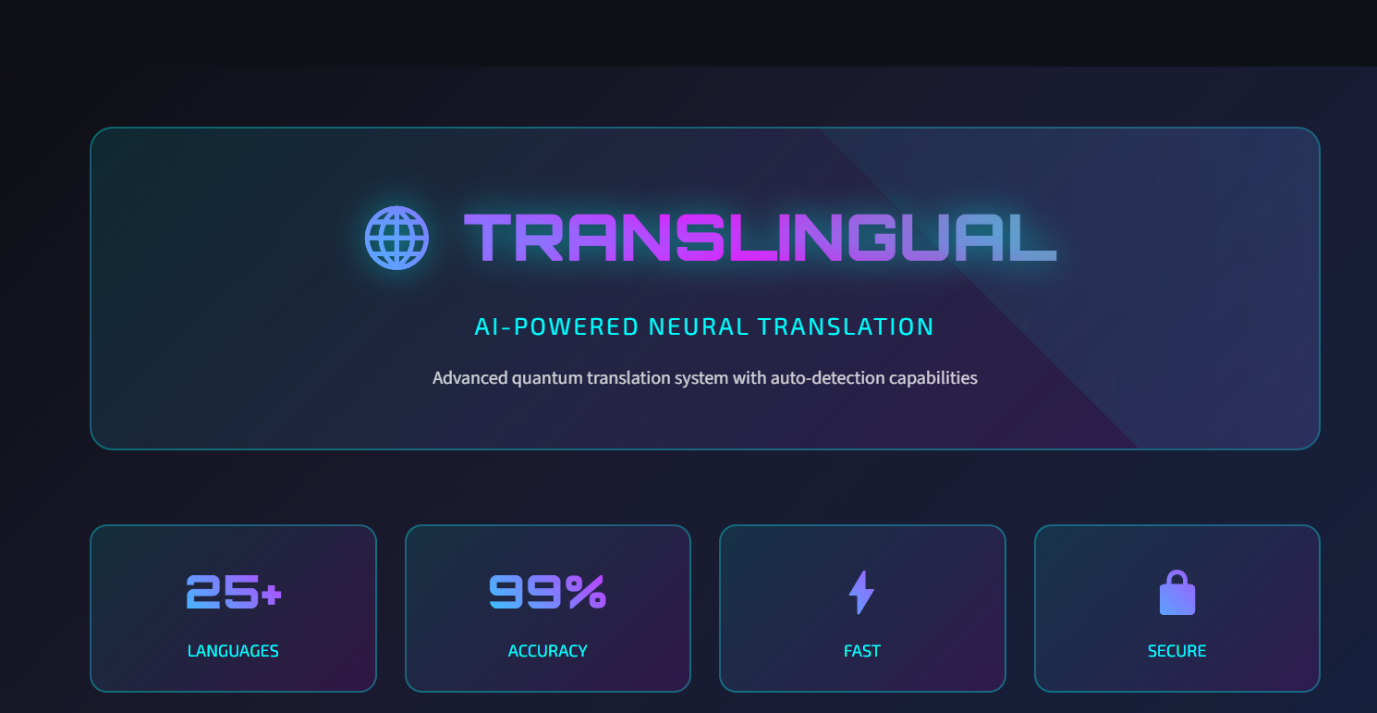 TRANSLINGUAL
AI-POWERED NEURAL TRANSLATION
Advanced quantum translation system with auto-detection capabilities
25+
LANGUAGES
99%
ACCURACY
FAST
SECURE